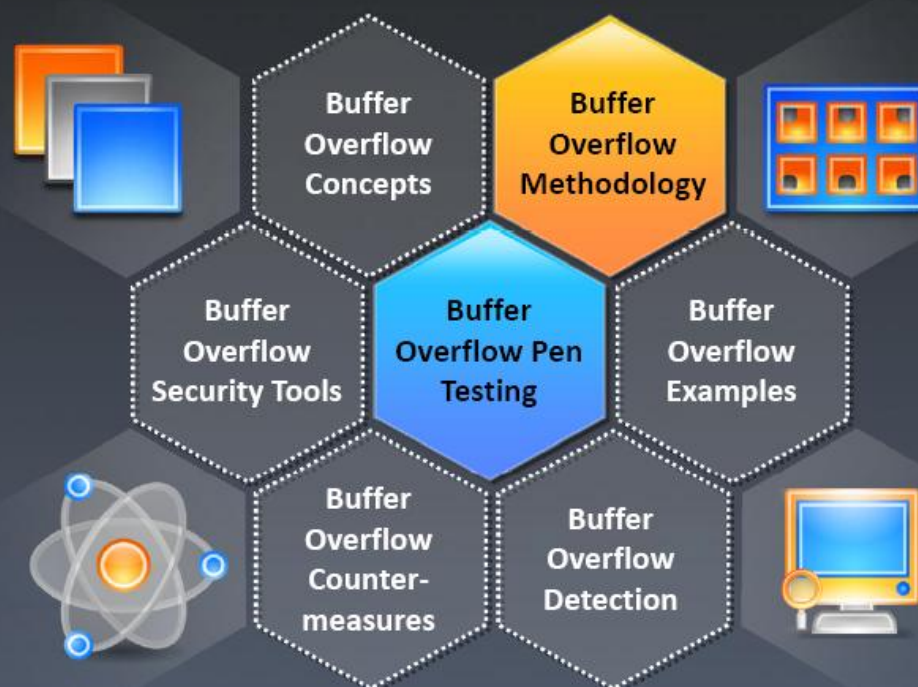 Buffer
Overflow
Concepts
Buffer
Overflow
Methodology
Buffer
Overflow
Security Tools
Buffer
Overflow Pen
Testing
Buffer
Overflow
Examples
Buffer
Overflow
Counter-
measures
Buffer
Overflow
Detection